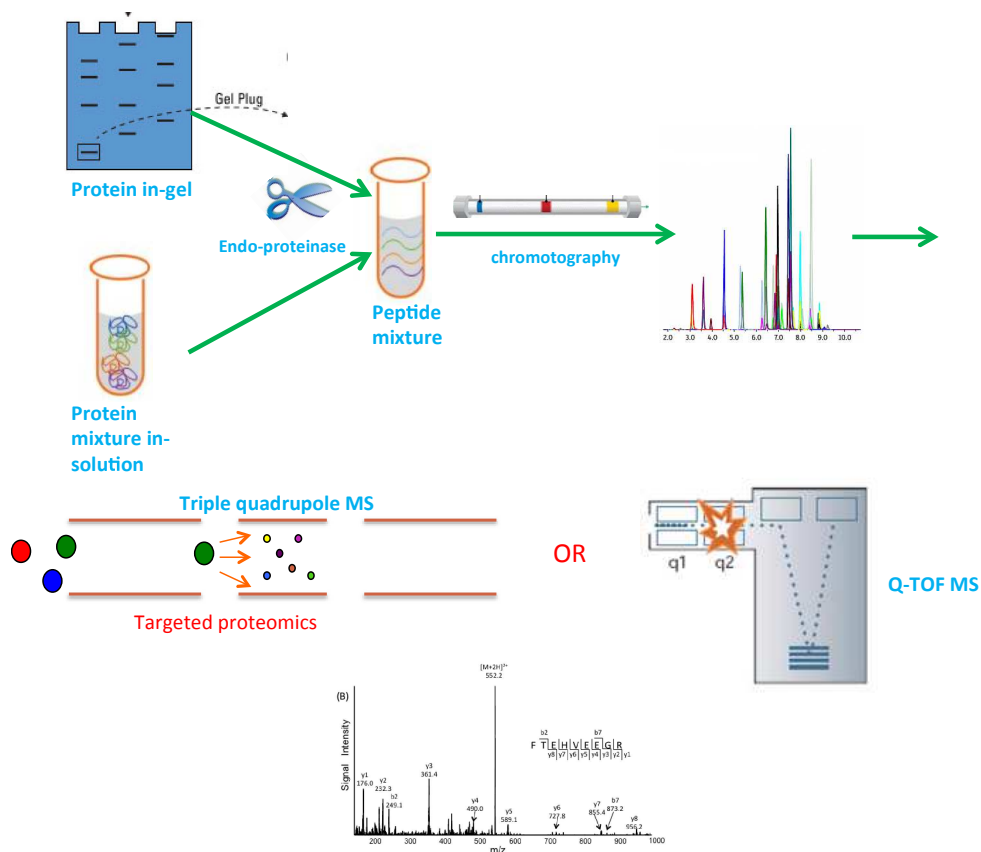 Gel Plug
Protein in-gel
Endo-proteinase
Peptide
mixture
chromotography
2.0 3.0 4.0 5.0 6.0 7.0 8.0 9.0 10.0
Protein
mixture in-
solution
Triple quadrupole MS
Targeted proteomics
OR
q1 q2
Q-TOF MS
(B)
Signal Intensity
[M+2H]²⁺
552.2
y1
176.0
y2
232.3
b2
249.1
y3
361.4
y4
490.0
y5
589.1
y6
727.8
y7
855.4
b7
873.2
y8
956.2
b2 b7
F T E H V E E G R
y8 y7 y6 y5 y4 y3 y2 y1
200 300 400 500 600 700 800 900 1000
m/z